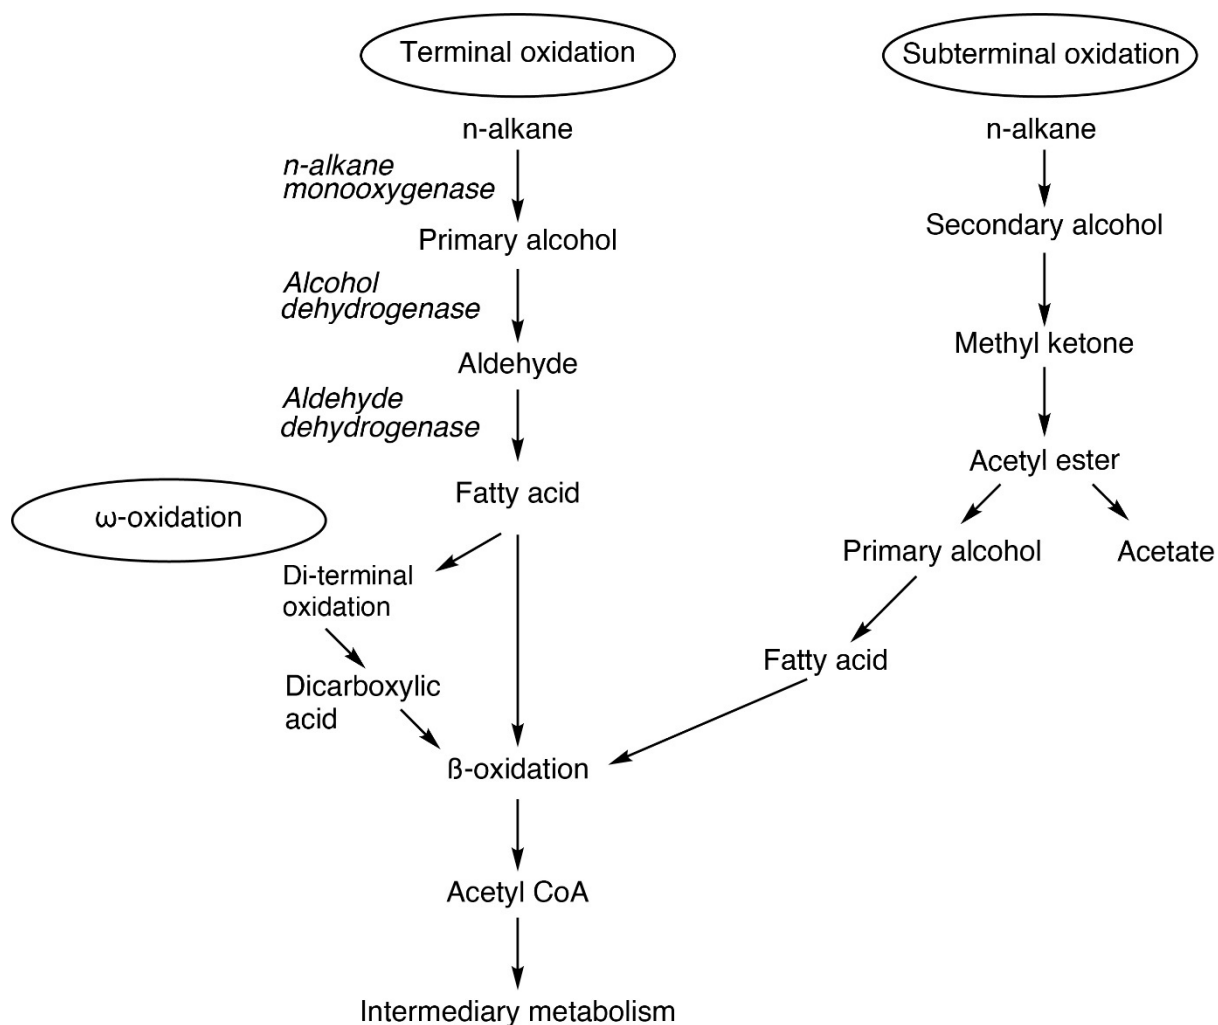 Terminal oxidation
Subterminal oxidation
n-alkane
n-alkane
n-alkane
monooxygenase
Primary alcohol
Secondary alcohol
Alcohol
dehydrogenase
Methyl ketone
Aldehyde
Aldehyde
dehydrogenase
Acetyl ester
Fatty acid
ω-oxidation
Primary alcohol
Acetate
Di-terminal
oxidation
Fatty acid
Dicarboxylic
acid
ß-oxidation
Acetyl CoA
Intermediary metabolism